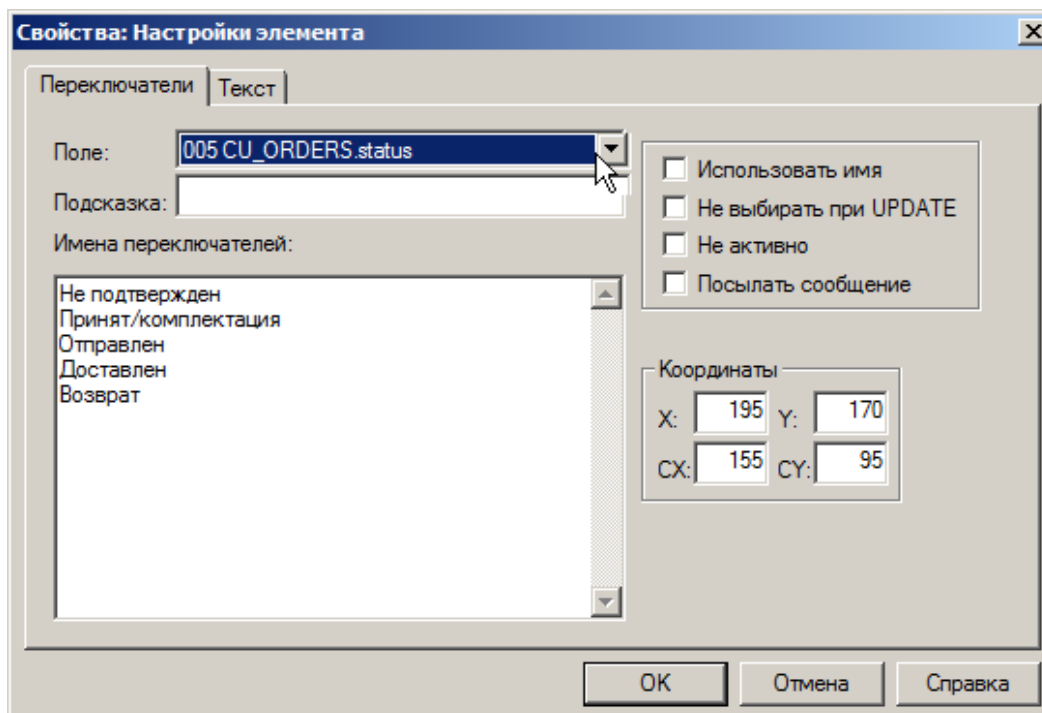 Свойства: Настройки элемента
Переключатели Текст
Поле: 005 CU_ORDERS.status
Подсказка:
Имена переключателей:
Не подтвержден
Принят/комплектация
Отправлен
Доставлен
Возврат
Использовать имя
Не выбирать при UPDATE
Не активно
Посылать сообщение
Координаты
X: 195 Y: 170
CX: 155 CY: 95
OK Отмена Справка